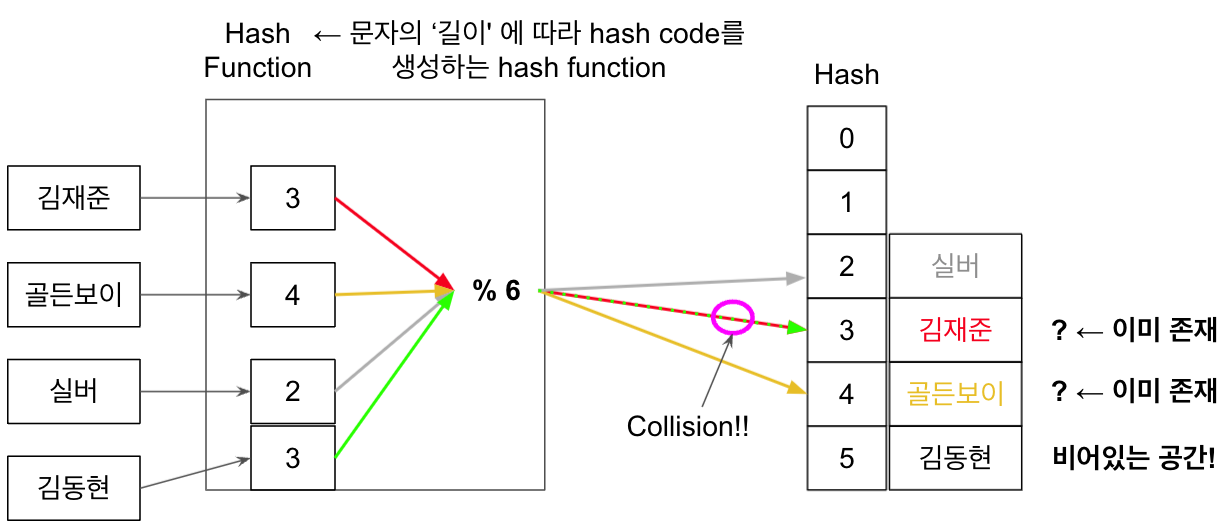 Hash ← 문자의 ‘길이' 에 따라 hash code를
Function 생성하는 hash function
Hash
0
1
2 실버
3 김재준 ? ← 이미 존재
4 골든보이 ? ← 이미 존재
5 김동현 비어있는 공간!
김재준 3
골든보이 4
실버 2
김동현 3
% 6
Collision!!